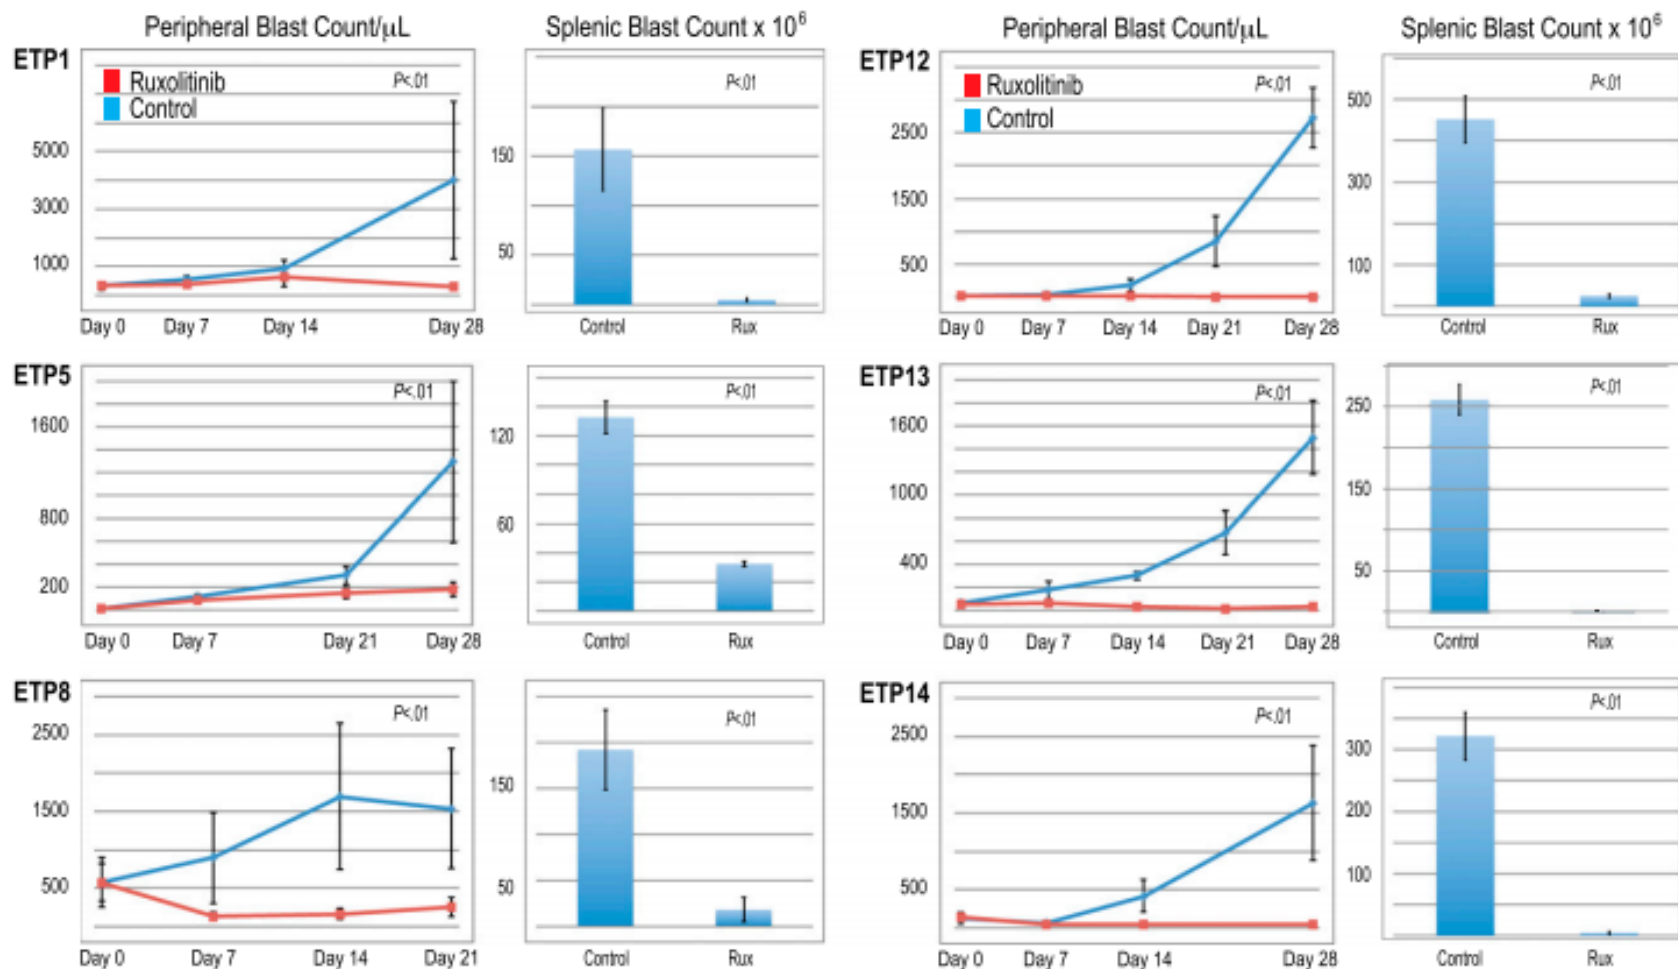 Peripheral Blast Count/μL
Splenic Blast Count x 10⁶
Peripheral Blast Count/μL
Splenic Blast Count x 10⁶
ETP1
Ruxolitinib
Control
P<.01
5000
3000
1000
Day 0 Day 7 Day 14 Day 28
P<.01
150
50
Control Rux
ETP12
Ruxolitinib
Control
P<.01
2500
1500
500
Day 0 Day 7 Day 14 Day 21 Day 28
P<.01
500
300
100
Control Rux
ETP5
P<.01
1600
800
200
Day 0 Day 7 Day 21 Day 28
P<.01
120
60
Control Rux
ETP13
P<.01
1600
1000
400
Day 0 Day 7 Day 14 Day 21 Day 28
P<.01
250
150
50
Control Rux
ETP8
P<.01
2500
1500
500
Day 0 Day 7 Day 14 Day 21
P<.01
150
50
Control Rux
ETP14
P<.01
2500
1500
500
Day 0 Day 7 Day 14 Day 28
P<.01
300
200
100
Control Rux